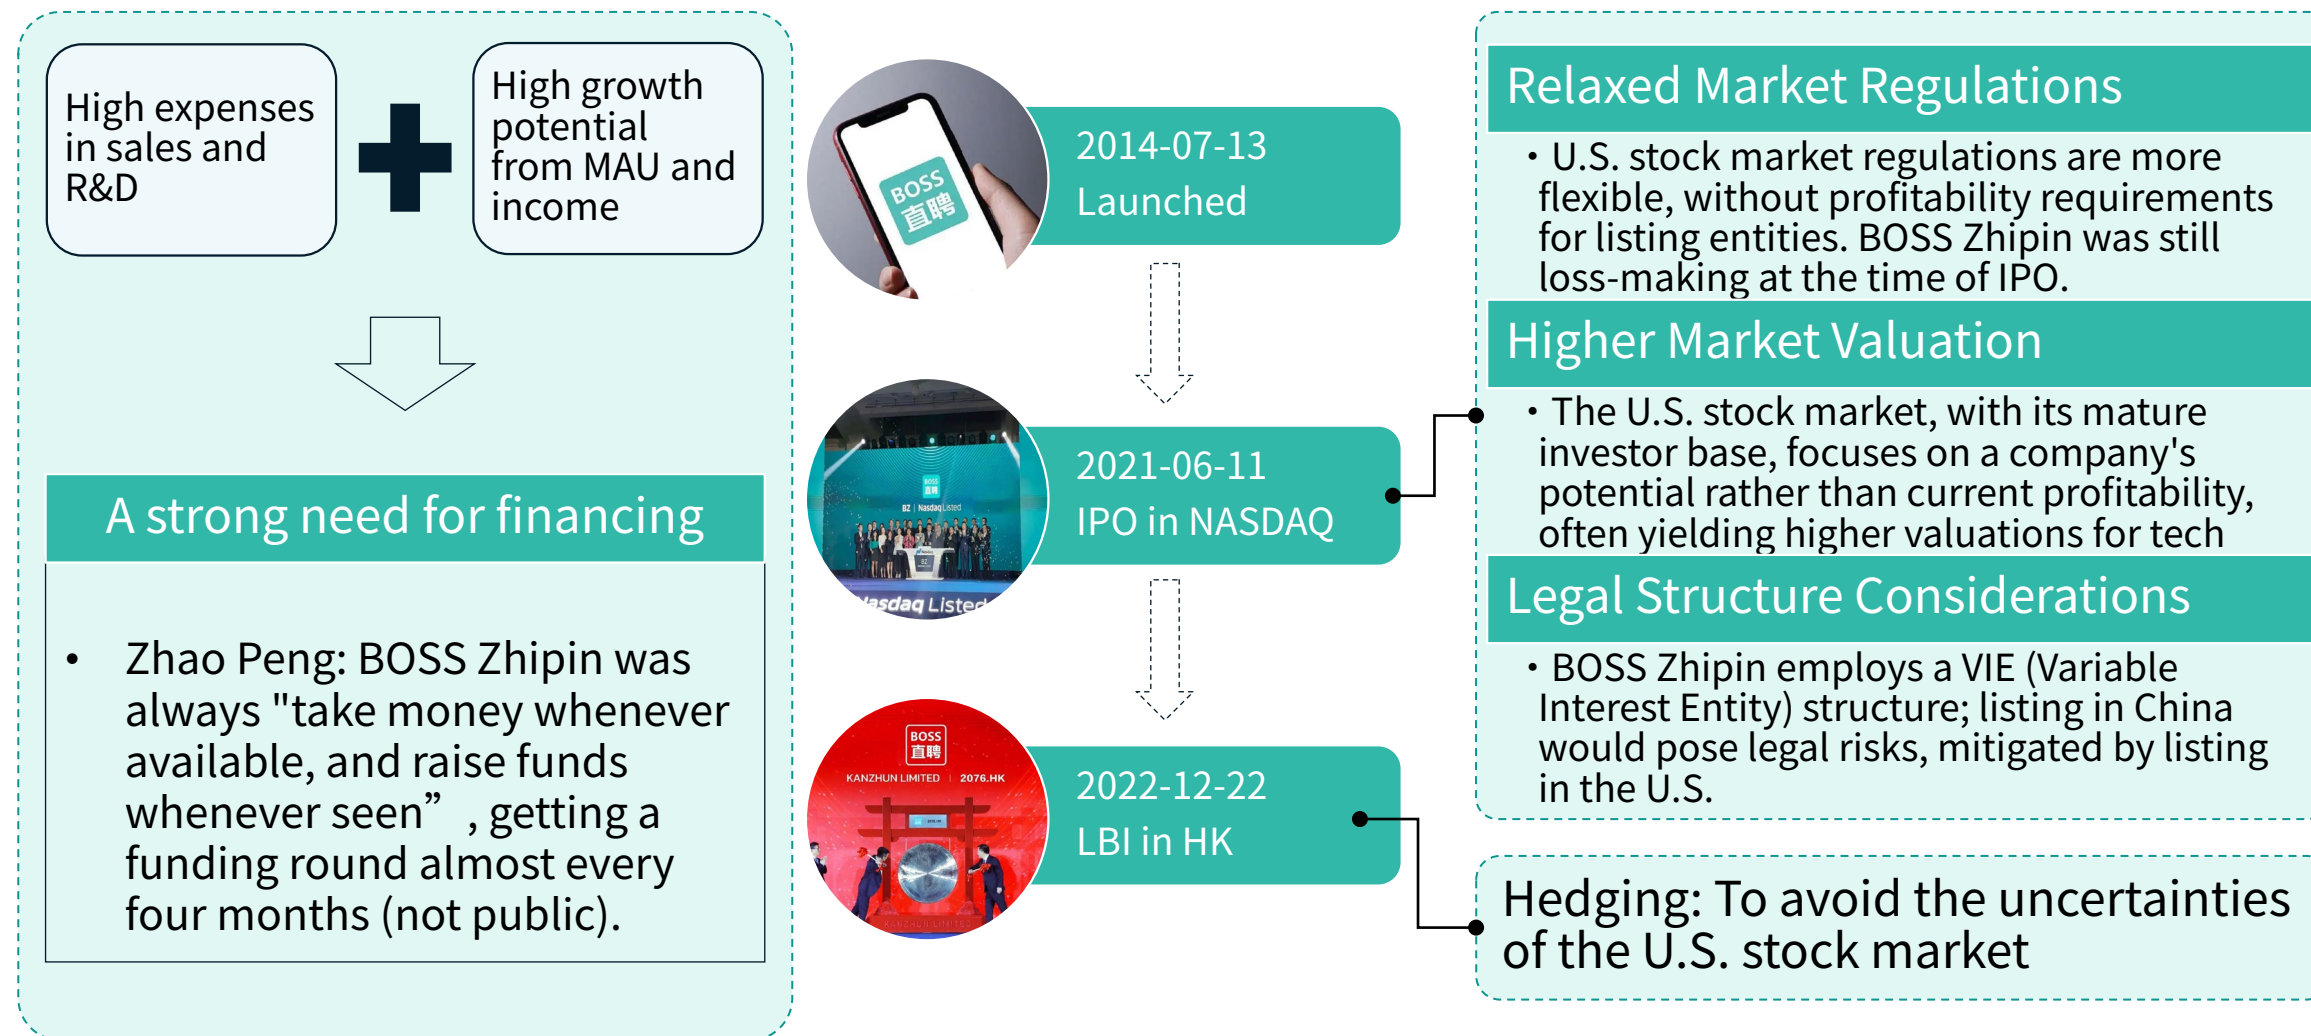 High expenses
in sales and
R&D
High growth
potential
from MAU and
income
A strong need for financing
• Zhao Peng: BOSS Zhipin was
always "take money whenever
available, and raise funds
whenever seen” , getting a
funding round almost every
four months (not public).
BOSS
直聘
2014-07-13
Launched
BOSS
直聘
BZ | Nasdaq Listed
BZ
Nasdaq Listed
2021-06-11
IPO in NASDAQ
BOSS
直聘
KANZHUN LIMITED | 2076.HK
KANZHUN LIMITED
2022-12-22
LBI in HK
Relaxed Market Regulations
• U.S. stock market regulations are more
flexible, without profitability requirements
for listing entities. BOSS Zhipin was still
loss-making at the time of IPO.
Higher Market Valuation
• The U.S. stock market, with its mature
investor base, focuses on a company's
potential rather than current profitability,
often yielding higher valuations for tech
Legal Structure Considerations
• BOSS Zhipin employs a VIE (Variable
Interest Entity) structure; listing in China
would pose legal risks, mitigated by listing
in the U.S.
Hedging: To avoid the uncertainties
of the U.S. stock market